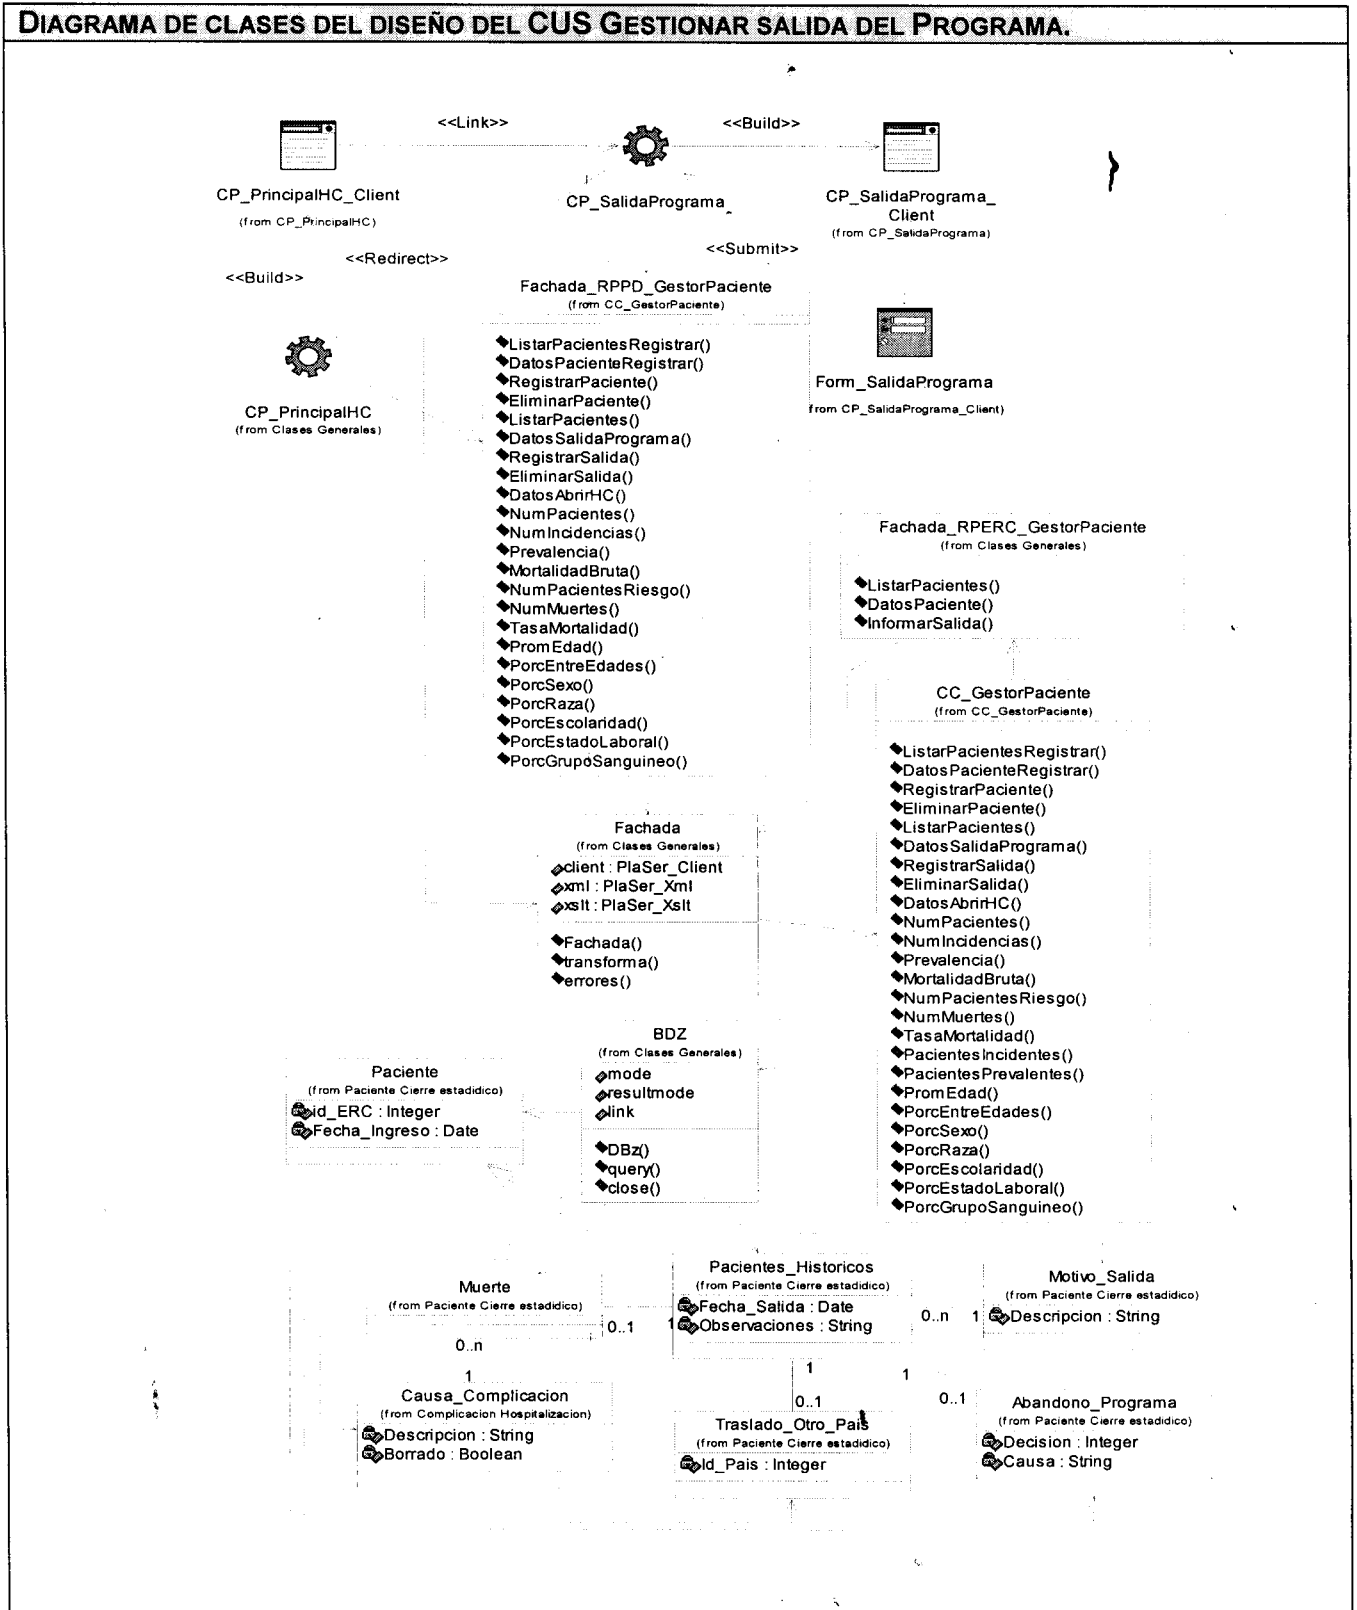 DIAGRAMA DE CLASES DEL DISEÑO DEL CUS GESTIONAR SALIDA DEL PROGRAMA.
<<Link>>
<<Build>>
CP_PrincipalHC_Client
(from CP_PrincipalHC)
CP_SalidaPrograma
CP_SalidaPrograma_
Client
(from CP_SalidaPrograma)
<<Redirect>>
<<Submit>>
<<Build>>
CP_PrincipalHC
(from Clases Generales)
Fachada_RPPD_GestorPaciente
(from CC_GestorPaciente)
ListarPacientesRegistrar()
DatosPacienteRegistrar()
RegistrarPaciente()
EliminarPaciente()
ListarPacientes()
DatosSalidaPrograma()
RegistrarSalida()
EliminarSalida()
DatosAbrirHC()
NumPacientes()
NumIncidencias()
Prevalencia()
MortalidadBruta()
NumPacientesRiesgo()
NumMuertes()
TasaMortalidad()
PromEdad()
PorcEntreEdades()
PorcSexo()
PorcRaza()
PorcEscolaridad()
PorcEstadoLaboral()
PorcGrupoSanguineo()
Form_SalidaPrograma
from CP_SalidaPrograma_Client)
Fachada_RPERC_GestorPaciente
(from Clases Generales)
ListarPacientes()
DatosPaciente()
InformarSalida()
CC_GestorPaciente
(from CC_GestorPaciente)
ListarPacientesRegistrar()
DatosPacienteRegistrar()
RegistrarPaciente()
EliminarPaciente()
ListarPacientes()
DatosSalidaPrograma()
RegistrarSalida()
EliminarSalida()
DatosAbrirHC()
NumPacientes()
NumIncidencias()
Prevalencia()
MortalidadBruta()
NumPacientesRiesgo()
NumMuertes()
TasaMortalidad()
PacientesIncidentes()
PacientesPrevalentes()
PromEdad()
PorcEntreEdades()
PorcSexo()
PorcRaza()
PorcEscolaridad()
PorcEstadoLaboral()
PorcGrupoSanguineo()
Fachada
(from Clases Generales)
client : PlaSer_Client
xml : PlaSer_Xml
xslt : PlaSer_Xslt
Fachada()
transforma()
errores()
BDZ
(from Clases Generales)
mode
resultmode
link
DBz()
query()
close()
Paciente
(from Paciente Cierre estadidico)
id_ERC : Integer
Fecha_Ingreso : Date
Muerte
(from Paciente Cierre estadidico)
0..n
0..1
1
Pacientes_Historicos
(from Paciente Cierre estadidico)
Fecha_Salida : Date
Observaciones : String
0..n
1
Motivo_Salida
(from Paciente Cierre estadidico)
Descripcion : String
1
Causa_Complicacion
(from Complicacion Hospitalizacion)
Descripcion : String
Borrado : Boolean
1
0..1
Traslado_Otro_Pais
(from Paciente Cierre estadidico)
Id_Pais : Integer
1
0..1
Abandono_Programa
(from Paciente Cierre estadidico)
Decision : Integer
Causa : String